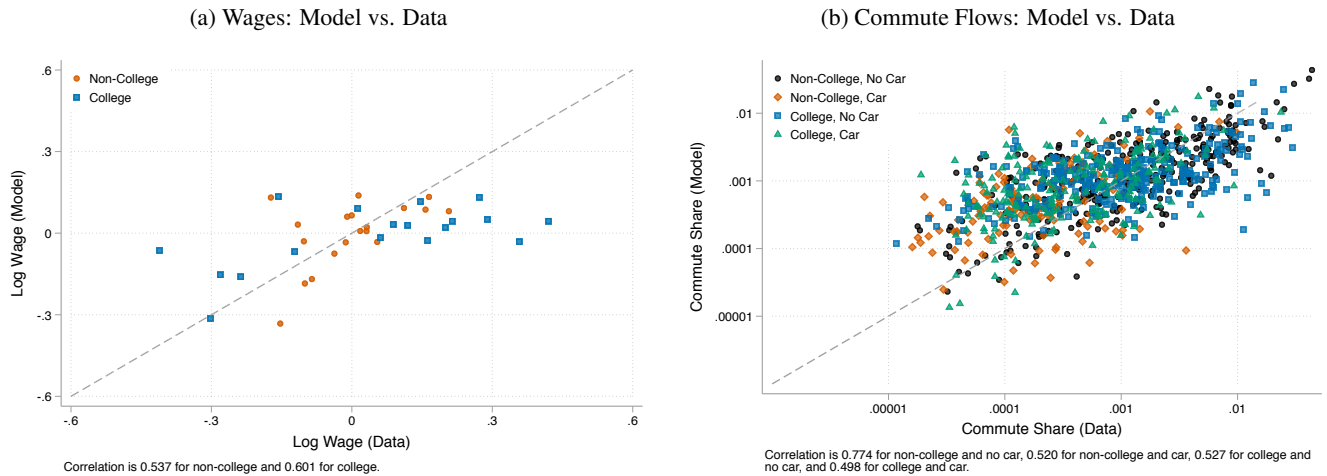 (a) Wages: Model vs. Data
.6
.3
0
-.3
-.6
Log Wage (Model)
-.6 -.3 0 .3 .6
Log Wage (Data)
Non-College
College
Correlation is 0.537 for non-college and 0.601 for college.
(b) Commute Flows: Model vs. Data
.01
.001
.0001
.00001
Commute Share (Model)
.00001 .0001 .001 .01
Commute Share (Data)
Non-College, No Car
Non-College, Car
College, No Car
College, Car
Correlation is 0.774 for non-college and no car, 0.520 non-college and car, 0.527 for college and
no car, and 0.498 for college and car.